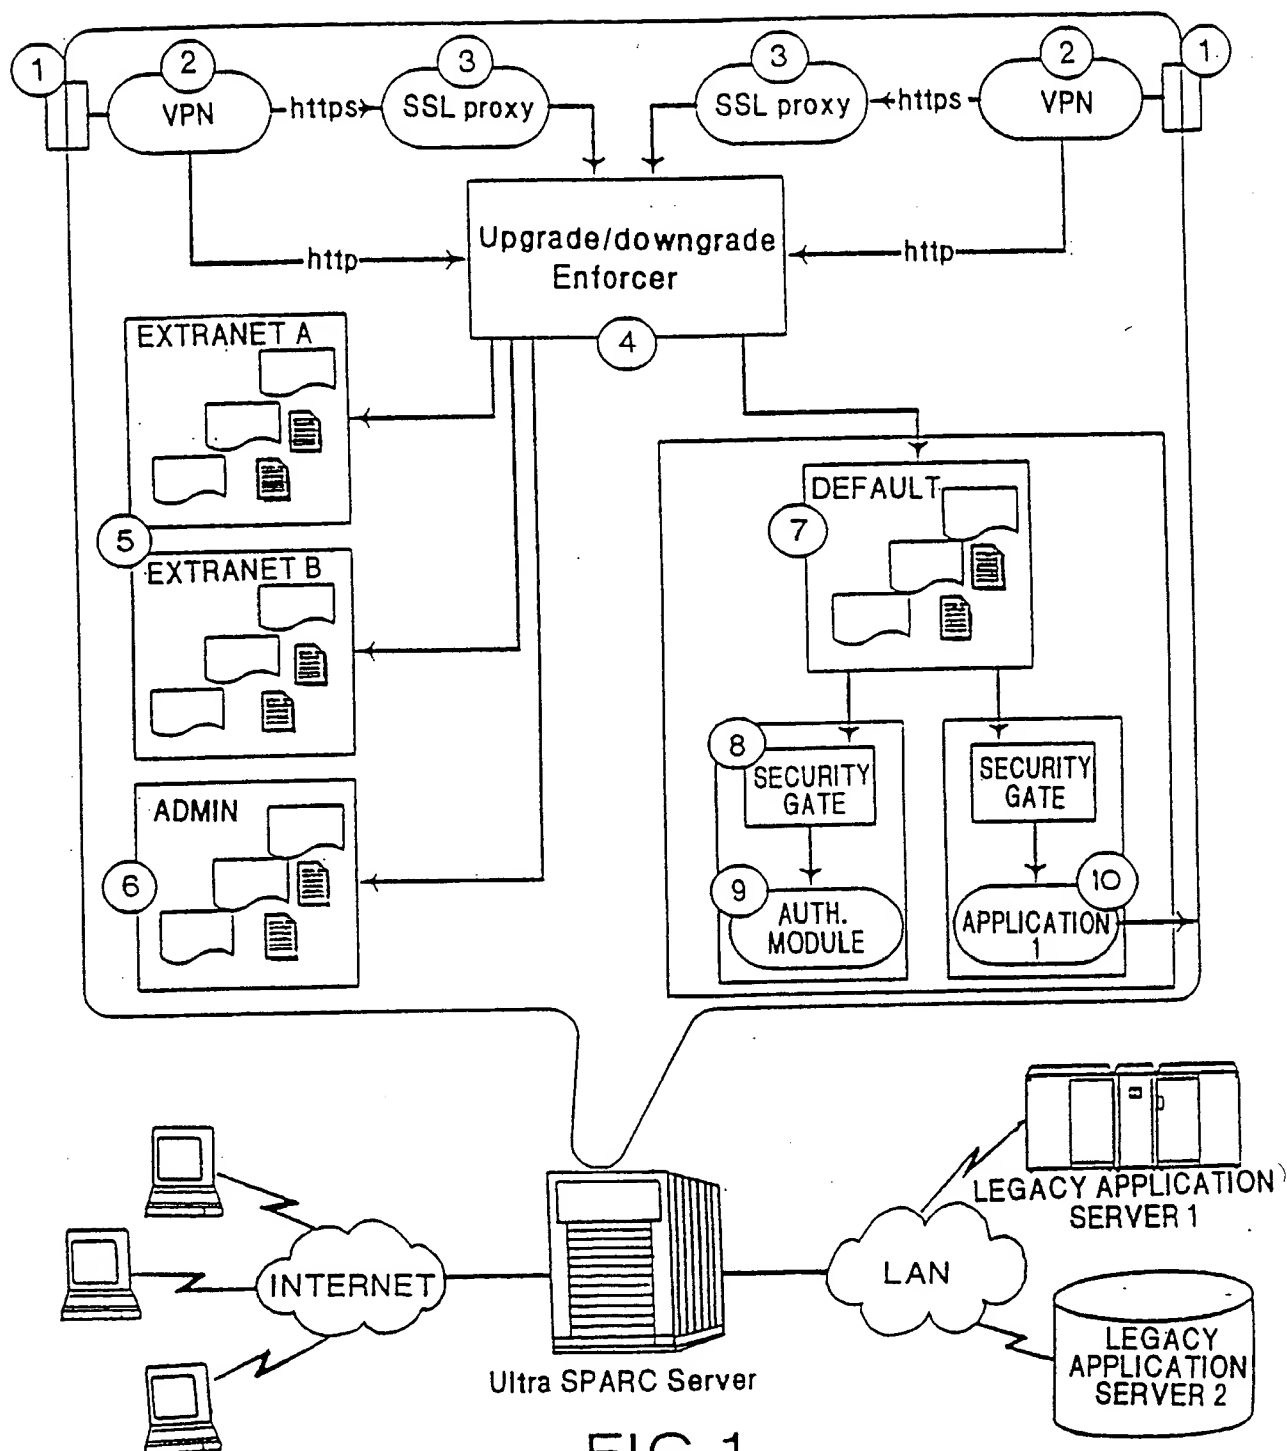 1
2
VPN
https
3
SSL proxy
3
SSL proxy
https
2
VPN
1
http
Upgrade/downgrade
Enforcer
http
4
EXTRANET A
5
EXTRANET B
ADMIN
6
DEFAULT
7
8
SECURITY
GATE
SECURITY
GATE
9
AUTH.
MODULE
10
APPLICATION
1
LEGACY APPLICATION
SERVER 1
INTERNET
LAN
Ultra SPARC Server
LEGACY
APPLICATION
SERVER 2
FIG 1